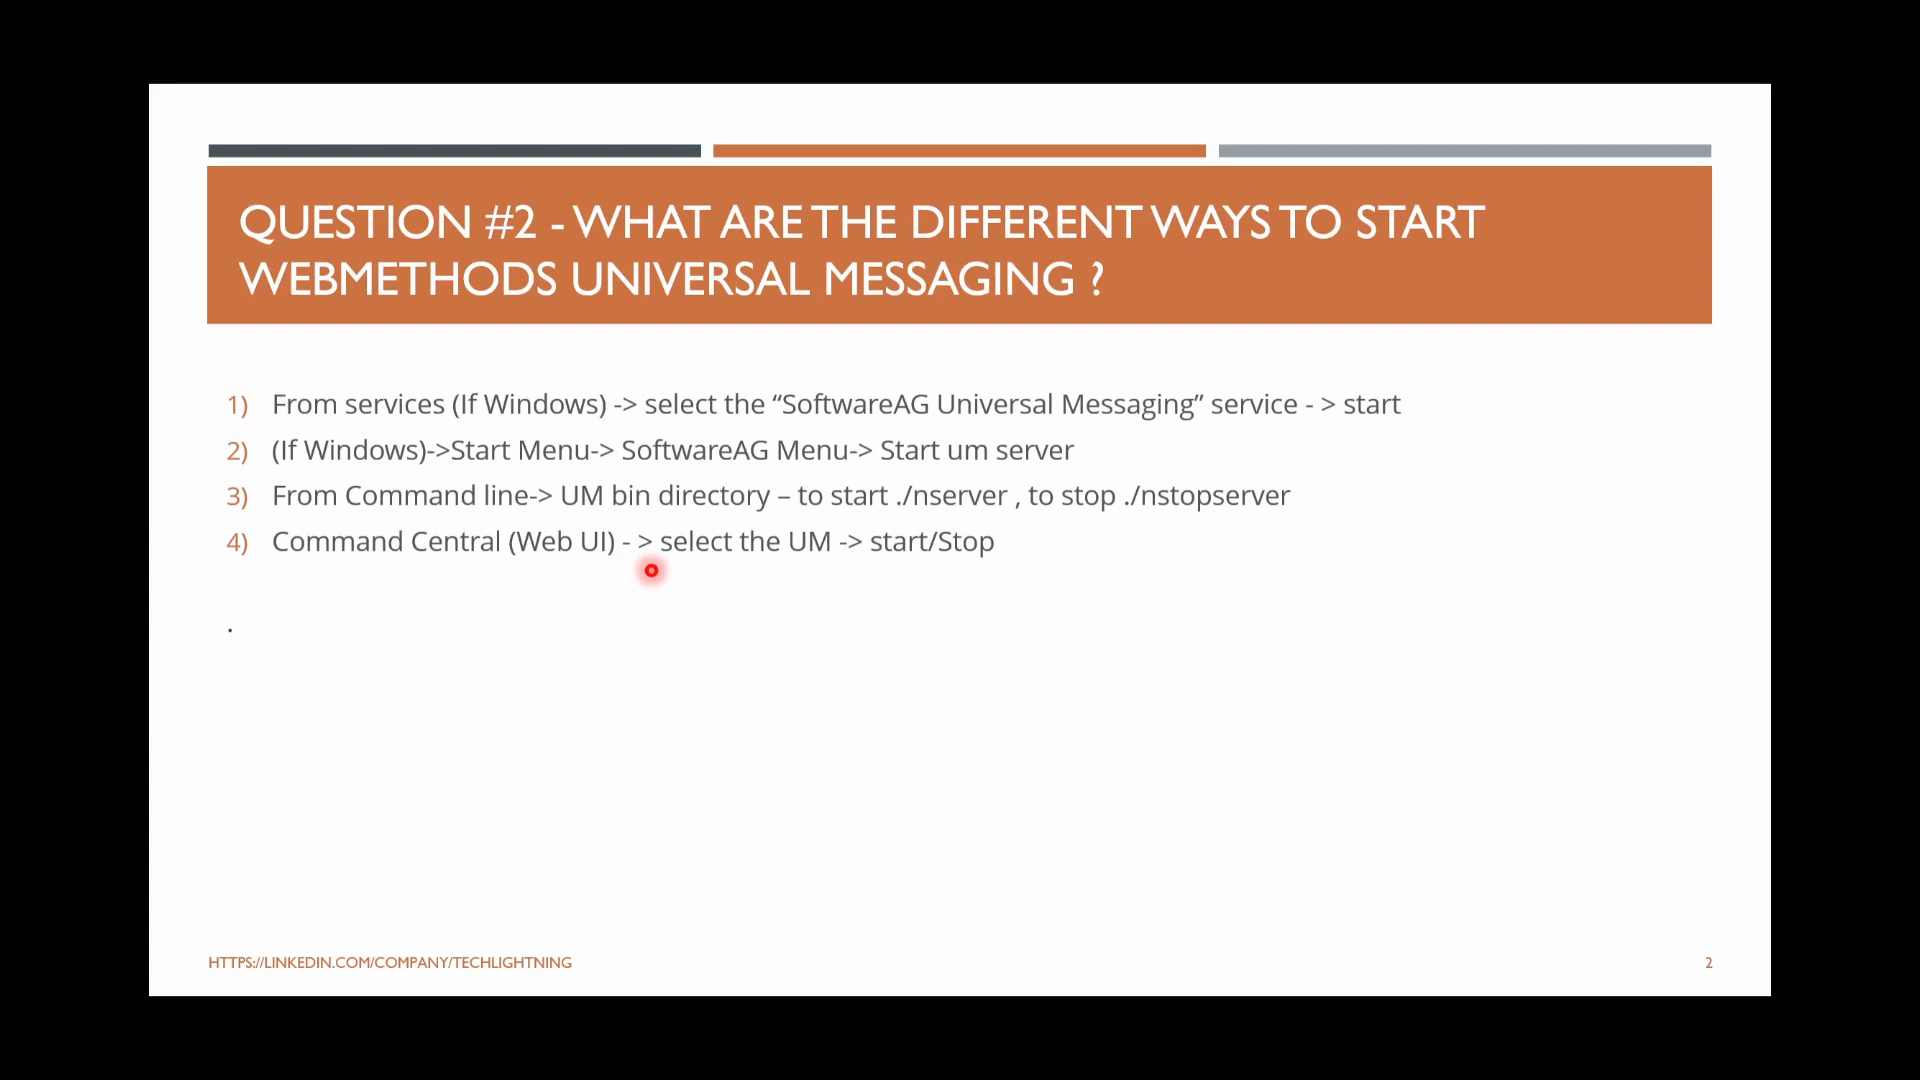 QUESTION #2 - WHAT ARE THE DIFFERENT WAYS TO START
WEBMETHODS UNIVERSAL MESSAGING ?
1) From services (If Windows) -> select the “SoftwareAG Universal Messaging” service - > start
2) (If Windows)->Start Menu-> SoftwareAG Menu-> Start um server
3) From Command line-> UM bin directory – to start ./nserver , to stop ./nstopserver
4) Command Central (Web UI) - > select the UM -> start/Stop
.
HTTPS://LINKEDIN.COM/COMPANY/TECHLIGHTNING
2